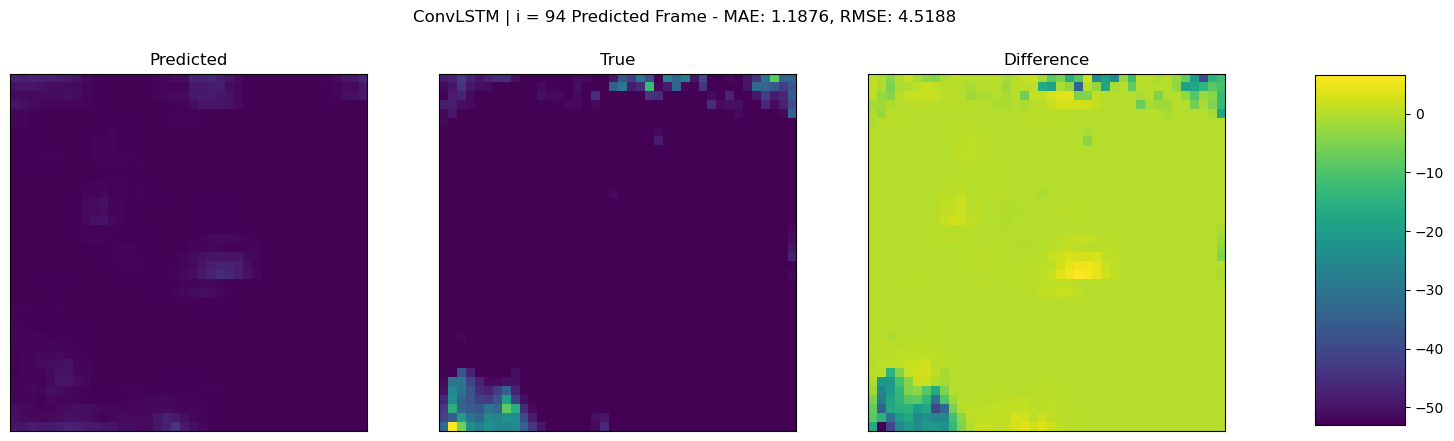 ConvLSTM | i = 94 Predicted Frame - MAE: 1.1876, RMSE: 4.5188
Predicted
True
Difference
0
−10
−20
−30
−40
−50